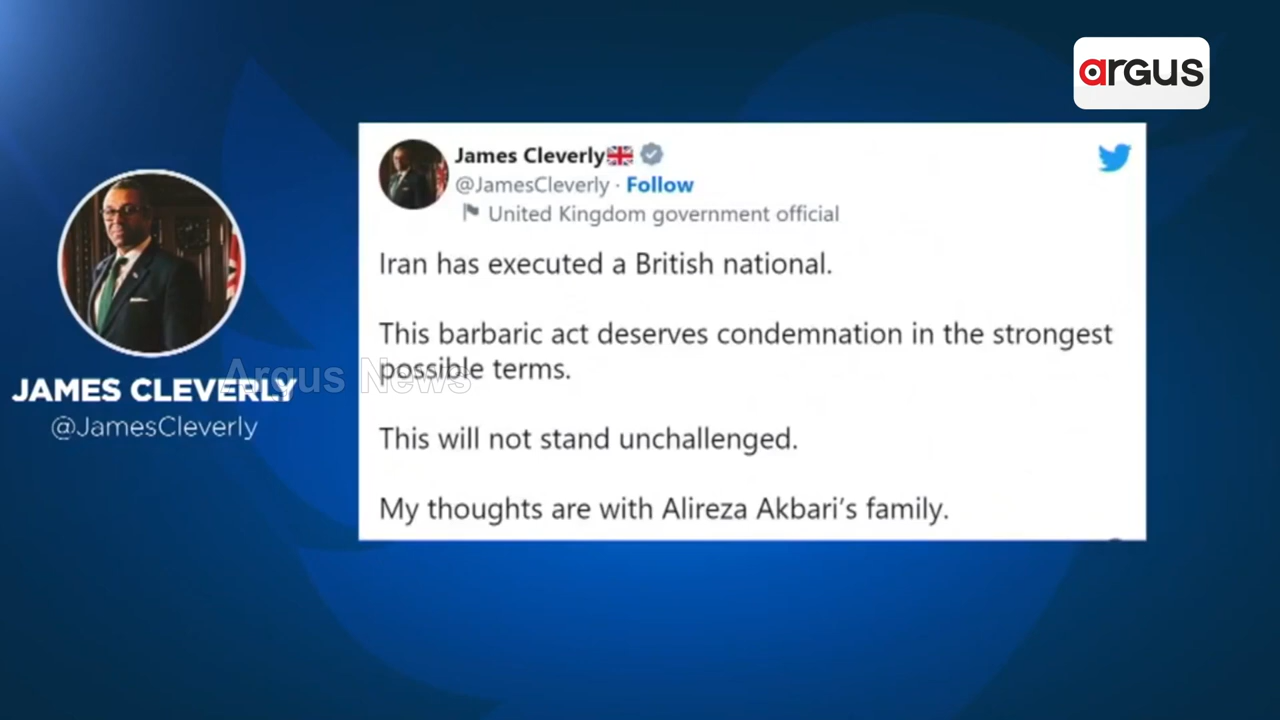 argus
James Cleverly
@JamesCleverly · Follow
United Kingdom government official
Iran has executed a British national.
This barbaric act deserves condemnation in the strongest
possible terms.
This will not stand unchallenged.
My thoughts are with Alireza Akbari’s family.
JAMES CLEVERLY
@JamesCleverly
Argus News